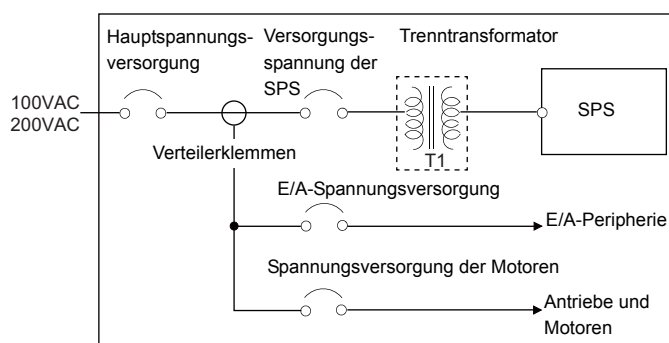 Hauptspannungs-
versorgung
Versorgungs-
spannung der
SPS
Trenntransformator
100VAC
200VAC
SPS
T1
Verteilerklemmen
E/A-Spannungsversorgung
E/A-Peripherie
Spannungsversorgung der Motoren
Antriebe und
Motoren